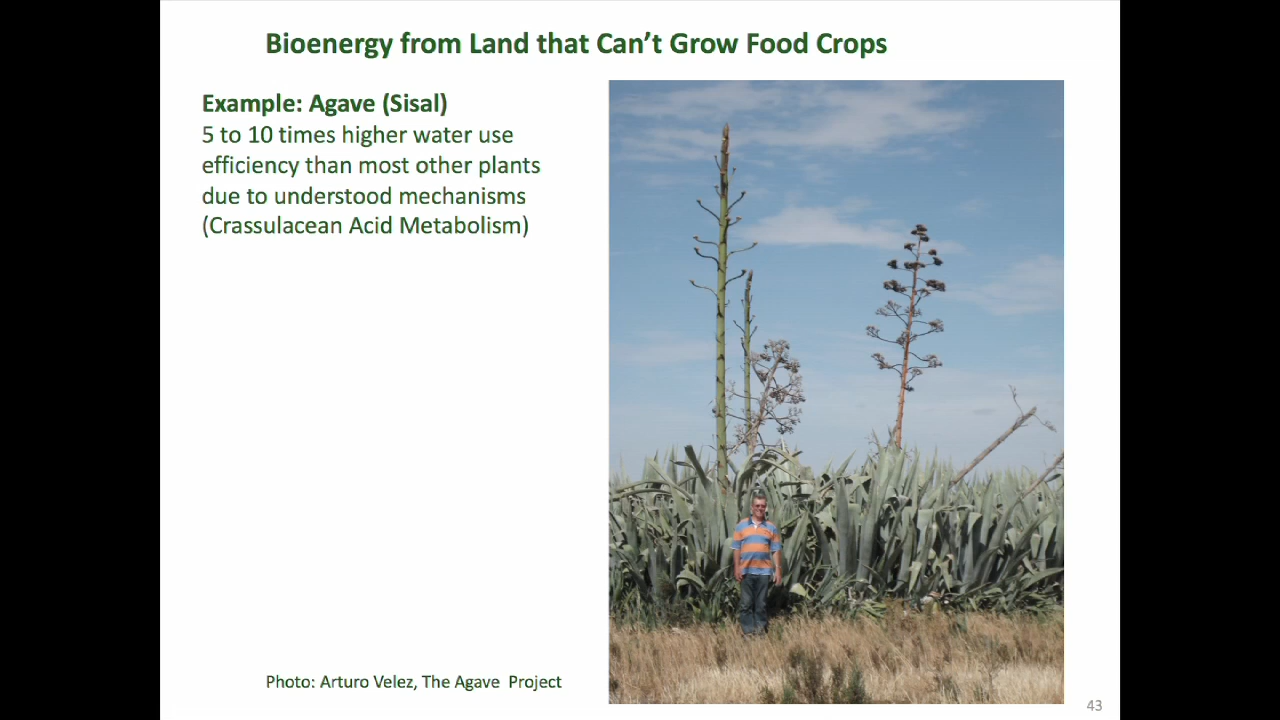 Bioenergy from Land that Can't Grow Food Crops
Example: Agave (Sisal)
5 to 10 times higher water use
efficiency than most other plants
due to understood mechanisms
(Crassulacean Acid Metabolism)
Photo: Arturo Velez, The Agave Project
43